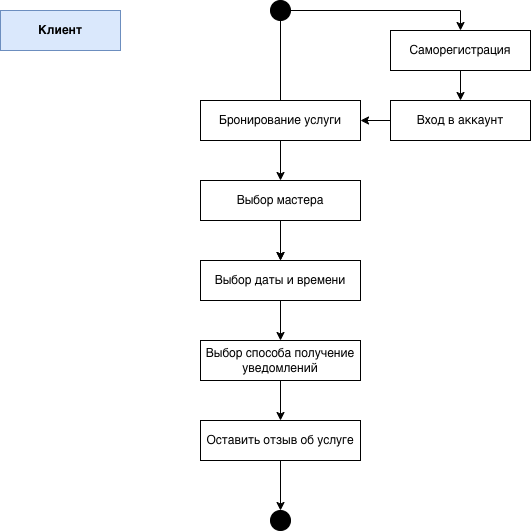 Клиент
Саморегистрация
Бронирование услуги
Вход в аккаунт
Выбор мастера
Выбор даты и времени
Выбор способа получение
уведомлений
Оставить отзыв об услуге